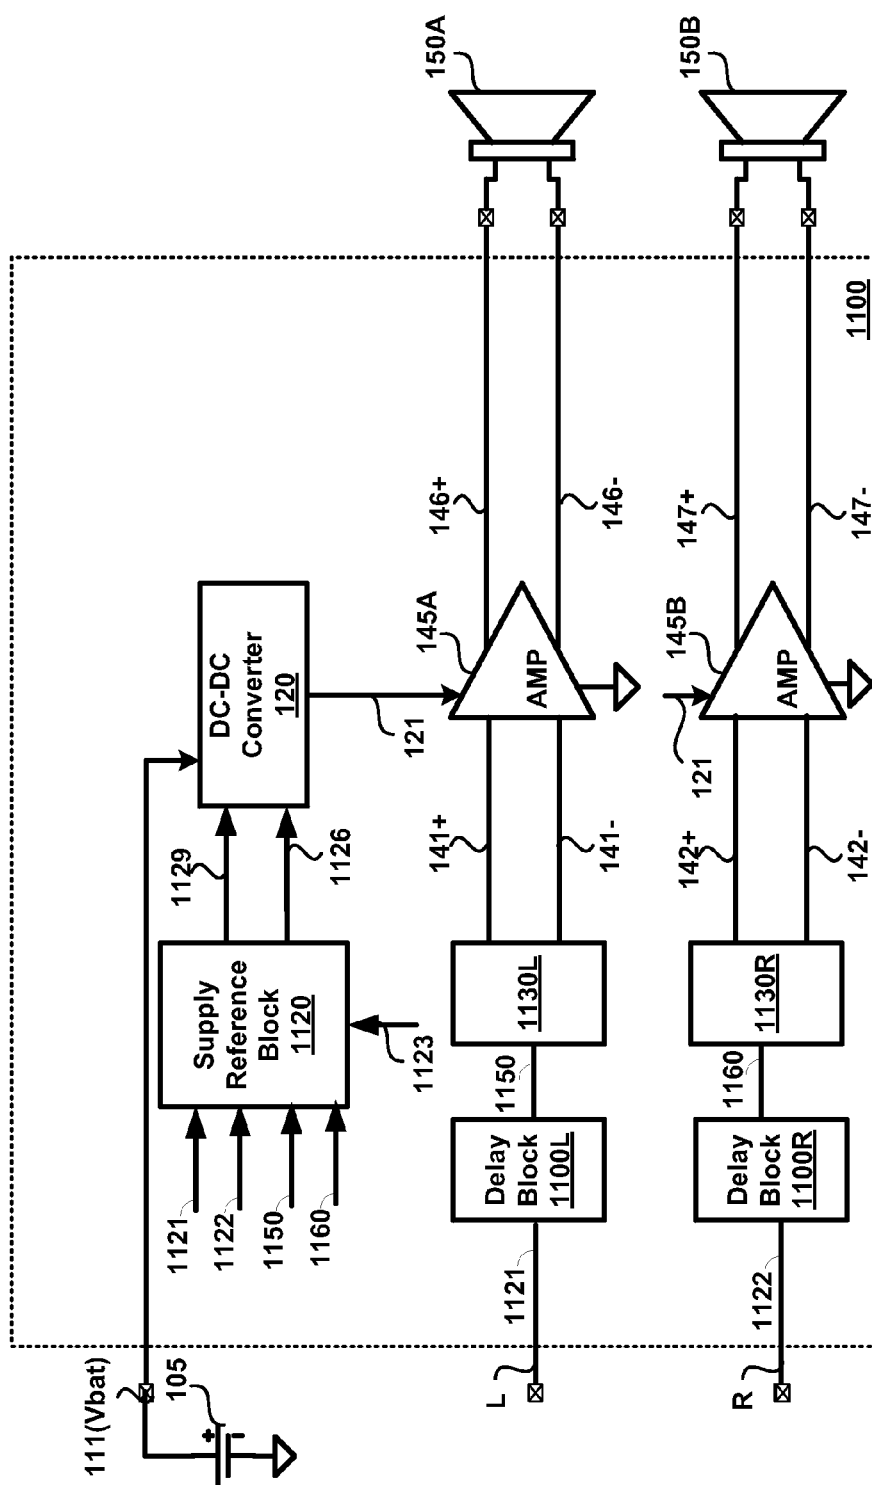 111(Vbat)
105
+
-
1121
1122
1150
1160
Supply
Reference
Block
1120
1123
1129
1126
DC-DC
Converter
120
121
L
1121
Delay
Block
1100L
1150
1130L
141+
141-
145A
AMP
146+
146-
150A
R
1122
Delay
Block
1100R
1160
1130R
142+
142-
121
145B
AMP
147+
147-
150B
1100